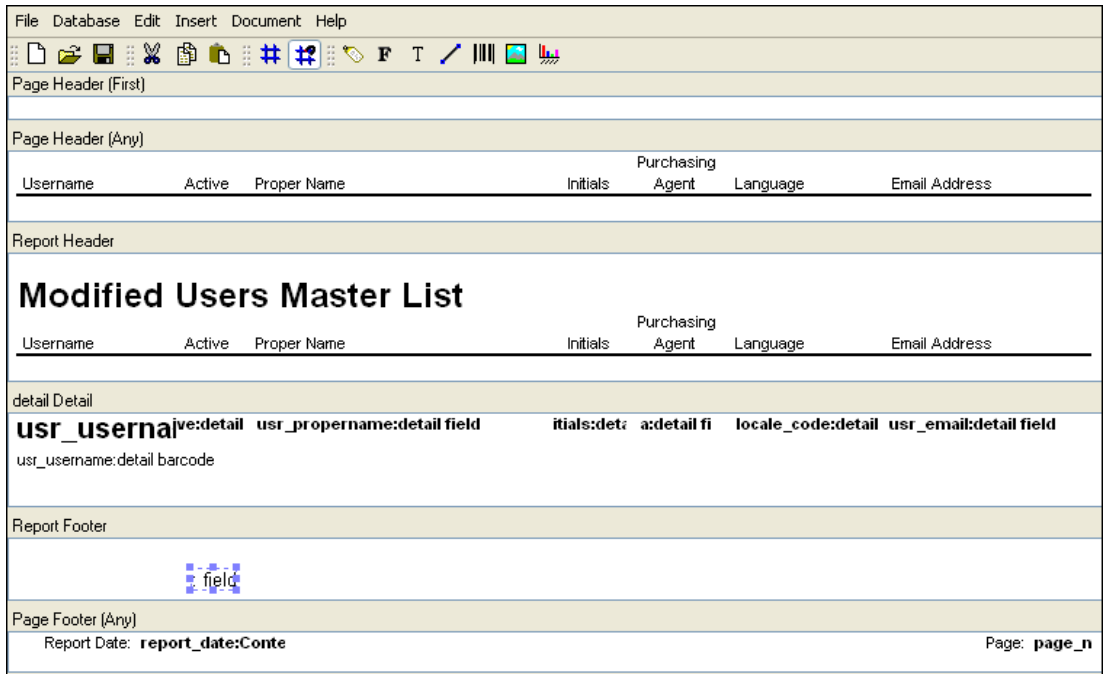 File Database Edit Insert Document Help
F T
Page Header (First)
Page Header (Any)
Purchasing
Username Active Proper Name Initials Agent Language Email Address
Report Header
Modified Users Master List
Purchasing
Username Active Proper Name Initials Agent Language Email Address
detail Detail
usr_usernai ive:detail usr_propername:detail field itials:deta a:detail fi locale_code:detail usr_email:detail field
usr_username:detail barcode
Report Footer
: field
Page Footer (Any)
Report Date: report_date:Conte Page: page_n